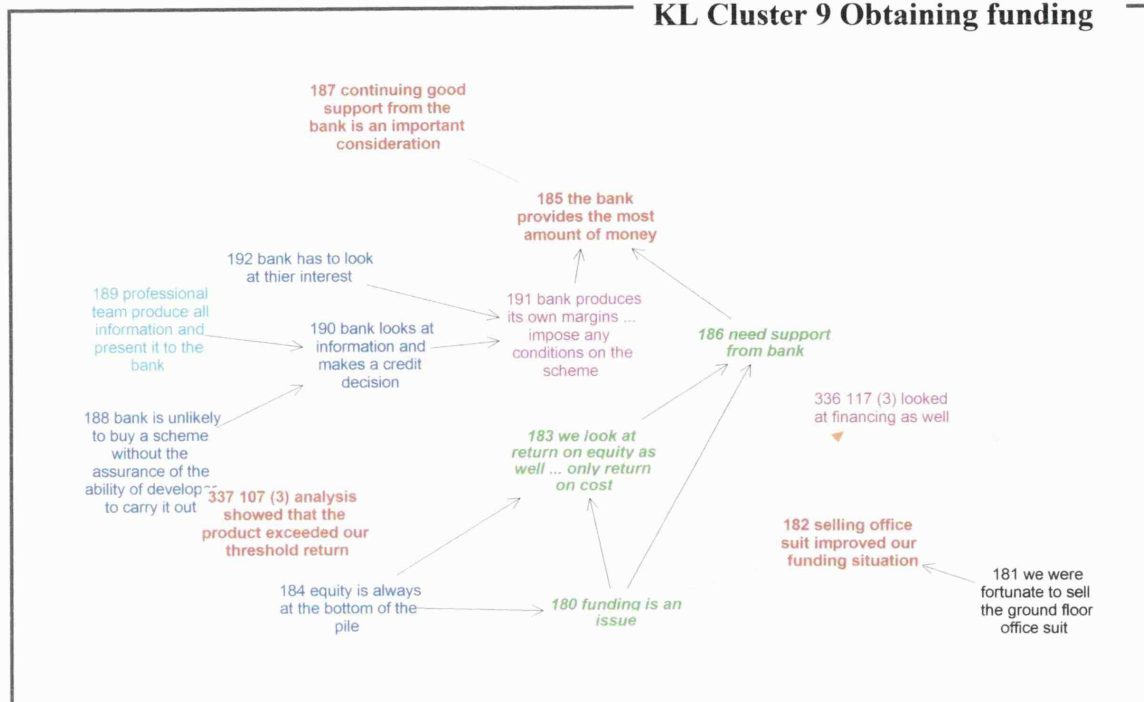 KL Cluster 9 Obtaining funding
187 continuing good
support from the
bank is an important
consideration
185 the bank
provides the most
amount of money
192 bank has to look
at thier interest
189 professional
team produce all
information and
present it to the
bank
190 bank looks at
information and
makes a credit
decision
191 bank produces
its own margins ...
impose any
conditions on the
scheme
186 need support
from bank
336 117 (3) looked
at financing as well
188 bank is unlikely
to buy a scheme
without the
assurance of the
ability of develope
to carry it out
183 we look at
return on equity as
well ... only return
on cost
337 107 (3) analysis
showed that the
product exceeded our
threshold return
182 selling office
suit improved our
funding situation
184 equity is always
at the bottom of the
pile
180 funding is an
issue
181 we were
fortunate to sell
the ground floor
office suit